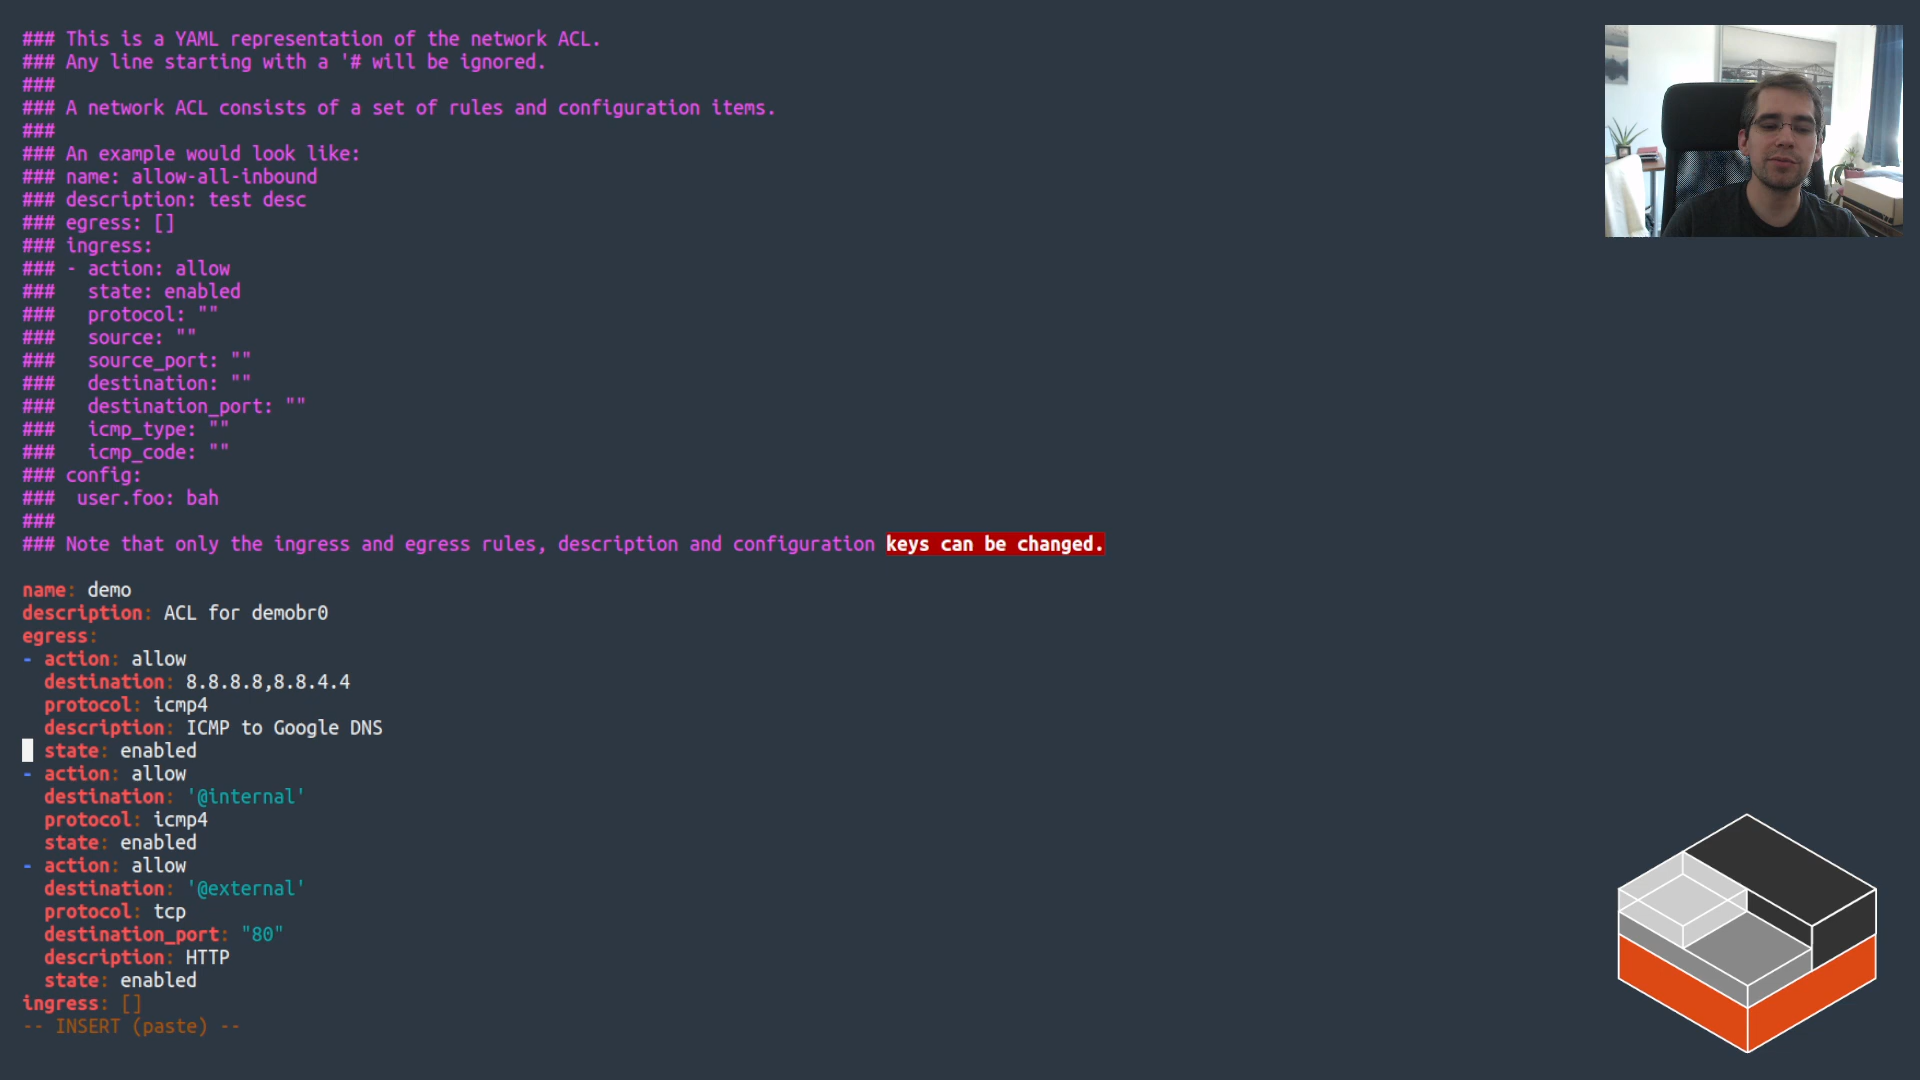 ### This is a YAML representation of the network ACL.
### Any line starting with a '# will be ignored.
###
### A network ACL consists of a set of rules and configuration items.
###
### An example would look like:
### name: allow-all-inbound
### description: test desc
### egress: []
### ingress:
### - action: allow
###   state: enabled
###   protocol: ""
###   source: ""
###   source_port: ""
###   destination: ""
###   destination_port: ""
###   icmp_type: ""
###   icmp_code: ""
### config:
###  user.foo: bah
###
### Note that only the ingress and egress rules, description and configuration keys can be changed.
name: demo
description: ACL for demobr0
egress:
- action: allow
  destination: 8.8.8.8,8.8.4.4
  protocol: icmp4
  description: ICMP to Google DNS
  state: enabled
- action: allow
  destination: '@internal'
  protocol: icmp4
  state: enabled
- action: allow
  destination: '@external'
  protocol: tcp
  destination_port: "80"
  description: HTTP
  state: enabled
ingress: []
-- INSERT (paste) --